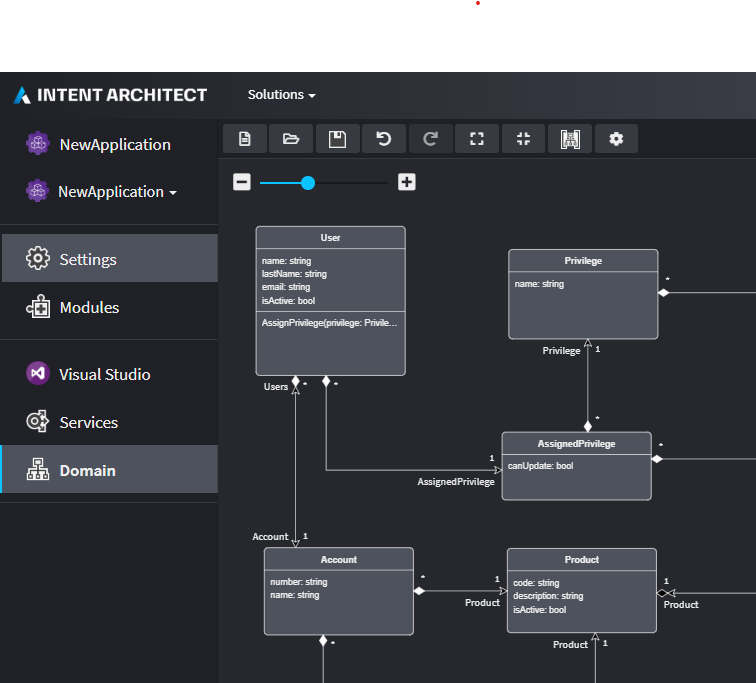 INTENT ARCHITECT
Solutions
NewApplication
NewApplication
Settings
Modules
Visual Studio
Services
Domain
User
name: string
lastName: string
email: string
isActive: bool
AssignPrivilege(privilege: Privile...
Privilege
name: string
*
Privilege 1
Users * *
*
AssignedPrivilege
canUpdate: bool
*
1
AssignedPrivilege
Account 1
Account
number: string
name: string
*
1
Product
Product
code: string
description: string
isActive: bool
1
Product
Product 1
*